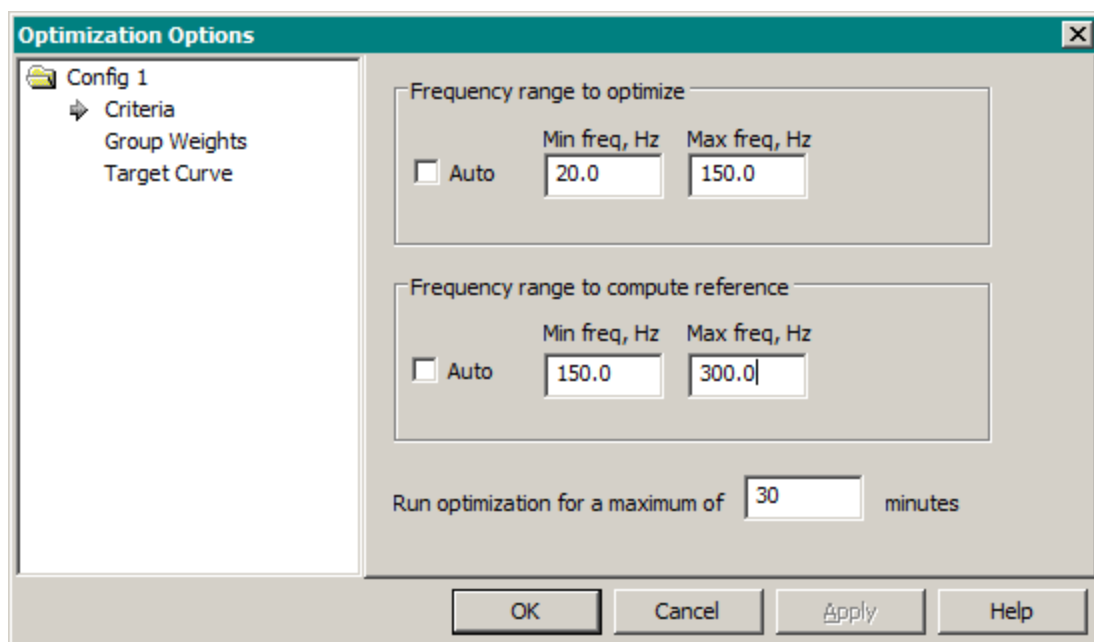 Optimization Options
Config 1
Criteria
Group Weights
Target Curve
Frequency range to optimize
Min freq, Hz Max freq, Hz
Auto 20.0 150.0
Frequency range to compute reference
Min freq, Hz Max freq, Hz
Auto 150.0 300.0
Run optimization for a maximum of 30 minutes
OK Cancel Apply Help